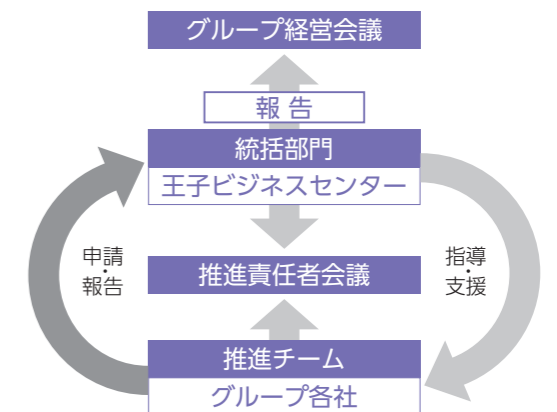 グループ経営会議
報 告
統括部門
王子ビジネスセンター
申請
・
報告
指導
・
支援
推進責任者会議
推進チーム
グループ各社